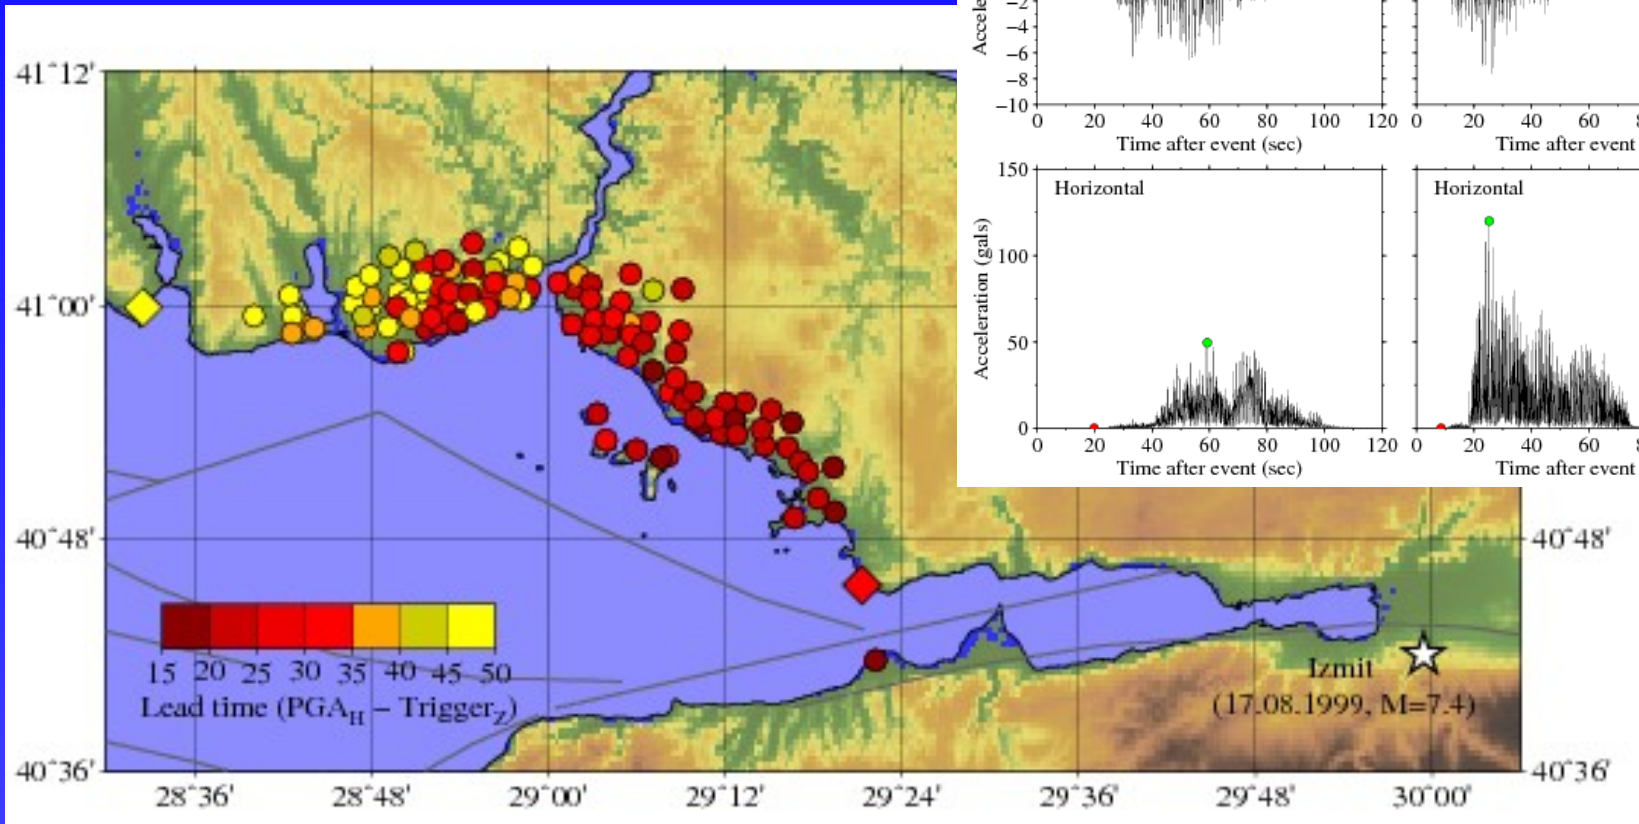 Accele
−2
−4
−6
−8
−10
0 20 40 60 80 100 120
Time after event (sec)
0 20 40 60 8
Time after event
150
100
50
0
Acceleration (gals)
Horizontal
Horizontal
0 20 40 60 80 100 120
Time after event (sec)
0 20 40 60 8
Time after event
41˚12'
41˚00'
40˚48'
40˚36'
40˚48'
40˚36'
15 20 25 30 35 40 45 50
Lead time (PGAH − TriggerZ)
Izmit
(17.08.1999, M=7.4)
28˚36' 28˚48' 29˚00' 29˚12' 29˚24' 29˚36' 29˚48' 30˚00'